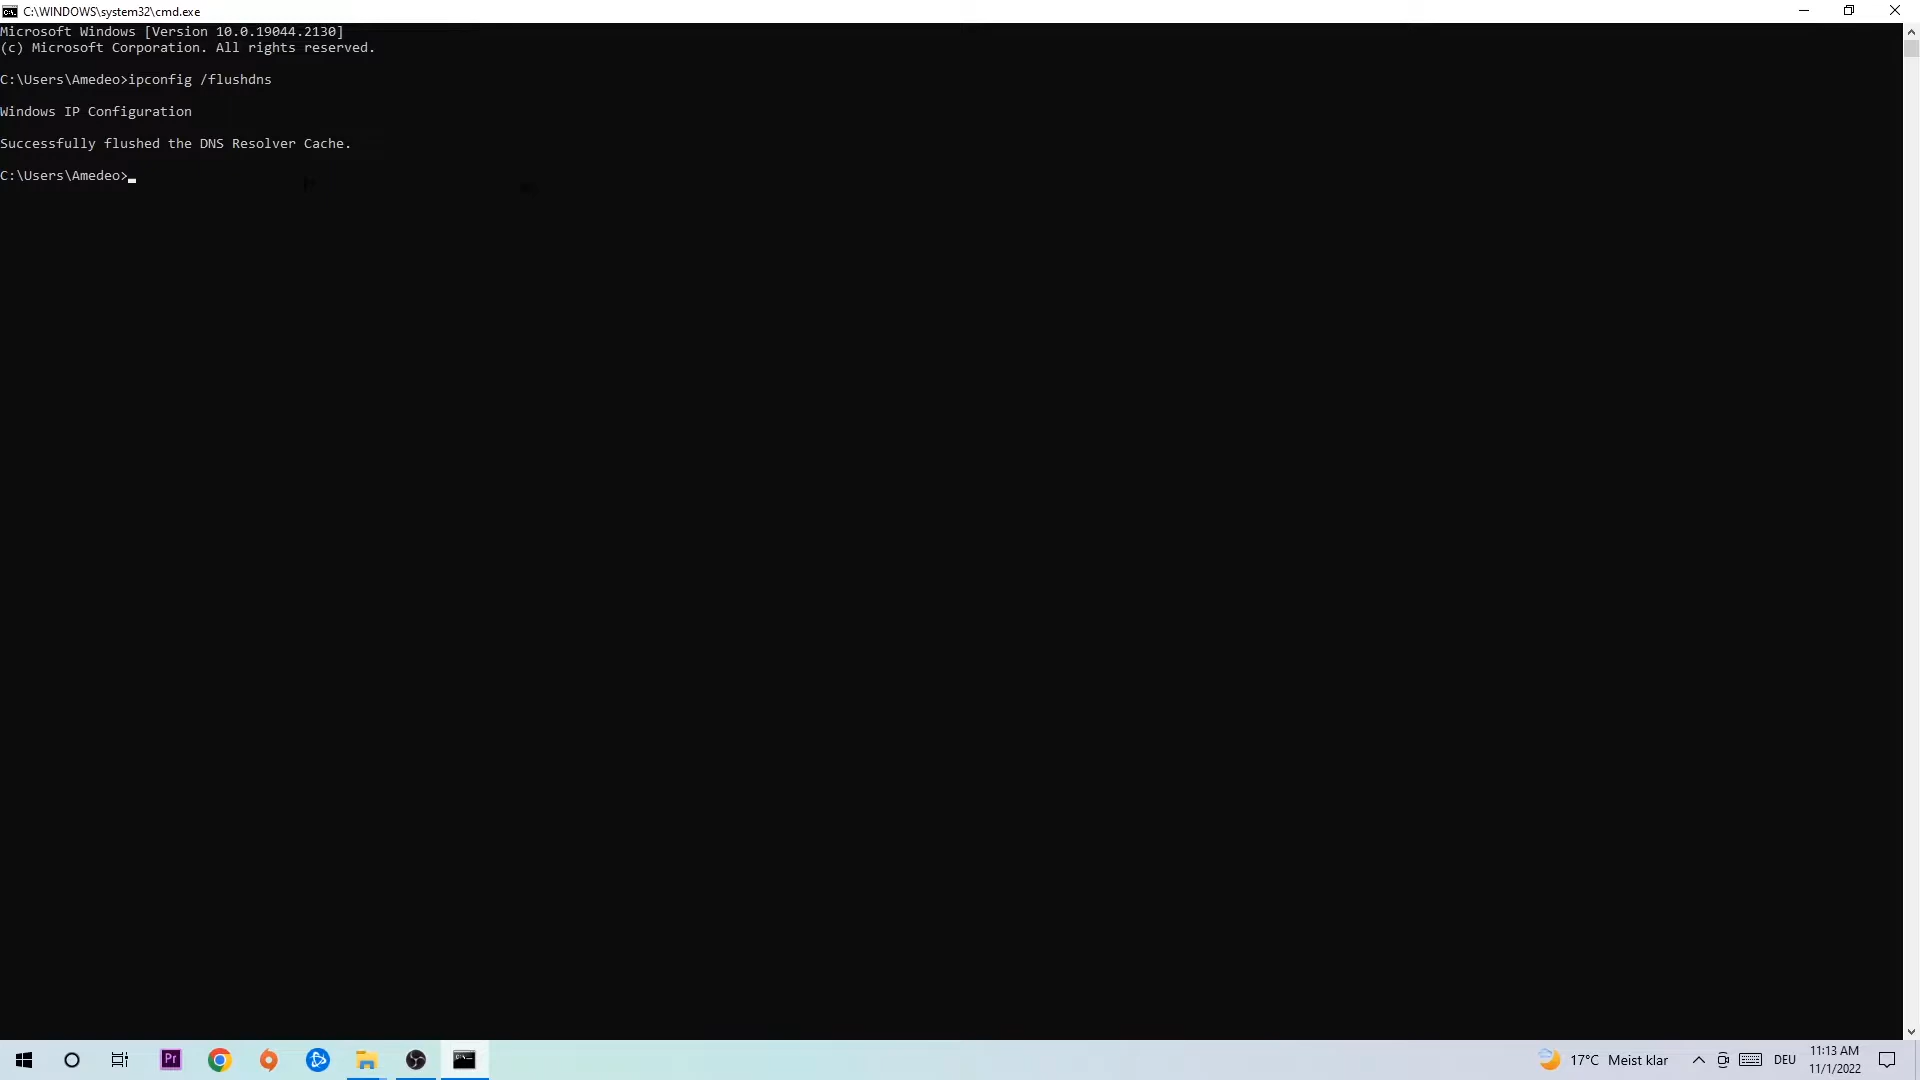 C:\WINDOWS\system32\cmd.exe
Microsoft Windows [Version 10.0.19044.2130]
(c) Microsoft Corporation. All rights reserved.
C:\Users\Amedeo>ipconfig /flushdns
Windows IP Configuration
Successfully flushed the DNS Resolver Cache.
C:\Users\Amedeo>
Pr
17°C Meist klar
DEU
11:13 AM
11/1/2022